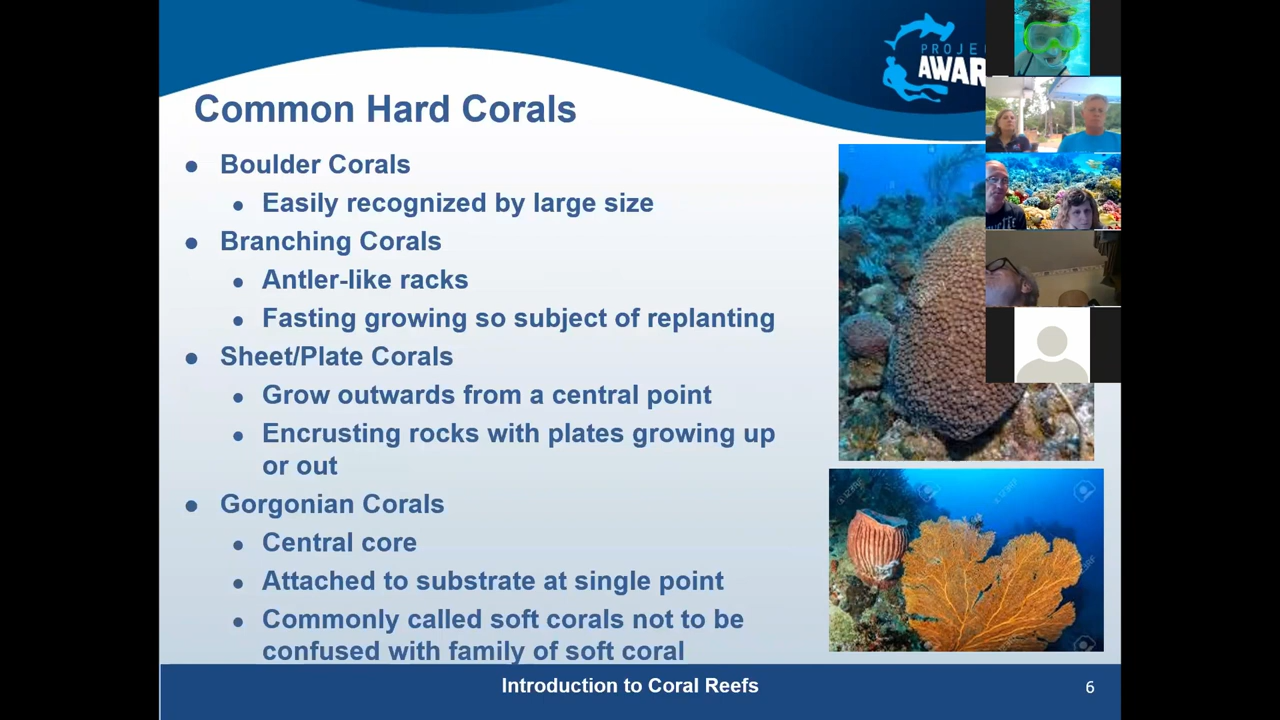 PROJE
AWAR
Common Hard Corals
● Boulder Corals
● Easily recognized by large size
● Branching Corals
● Antler-like racks
● Fasting growing so subject of replanting
● Sheet/Plate Corals
● Grow outwards from a central point
● Encrusting rocks with plates growing up
or out
● Gorgonian Corals
● Central core
● Attached to substrate at single point
● Commonly called soft corals not to be
confused with family of soft coral
Introduction to Coral Reefs
6